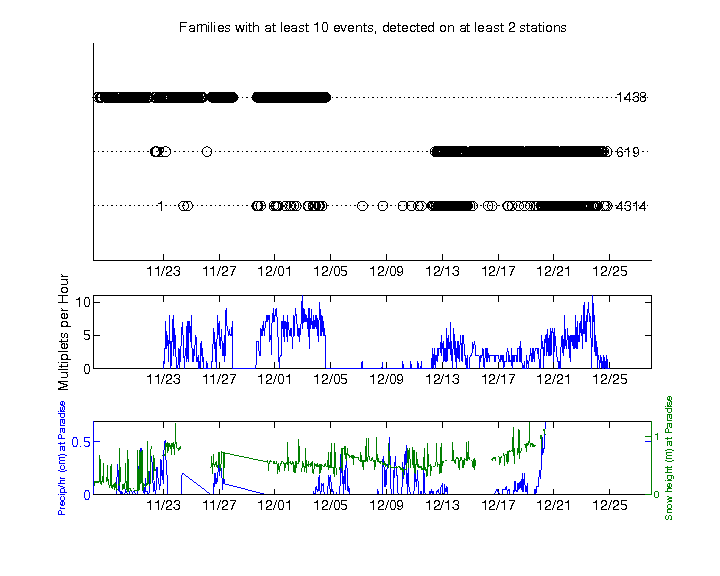 Families with at least 10 events, detected on at least 2 stations
1438
2 619
1 4314
11/23 11/27 12/01 12/05 12/09 12/13 12/17 12/21 12/25
Multiplets per Hour
10
5
0
11/23 11/27 12/01 12/05 12/09 12/13 12/17 12/21 12/25
Precip/hr (cm) at Paradise
0.5
0
Snow height (m) at Paradise
1
0
11/23 11/27 12/01 12/05 12/09 12/13 12/17 12/21 12/25